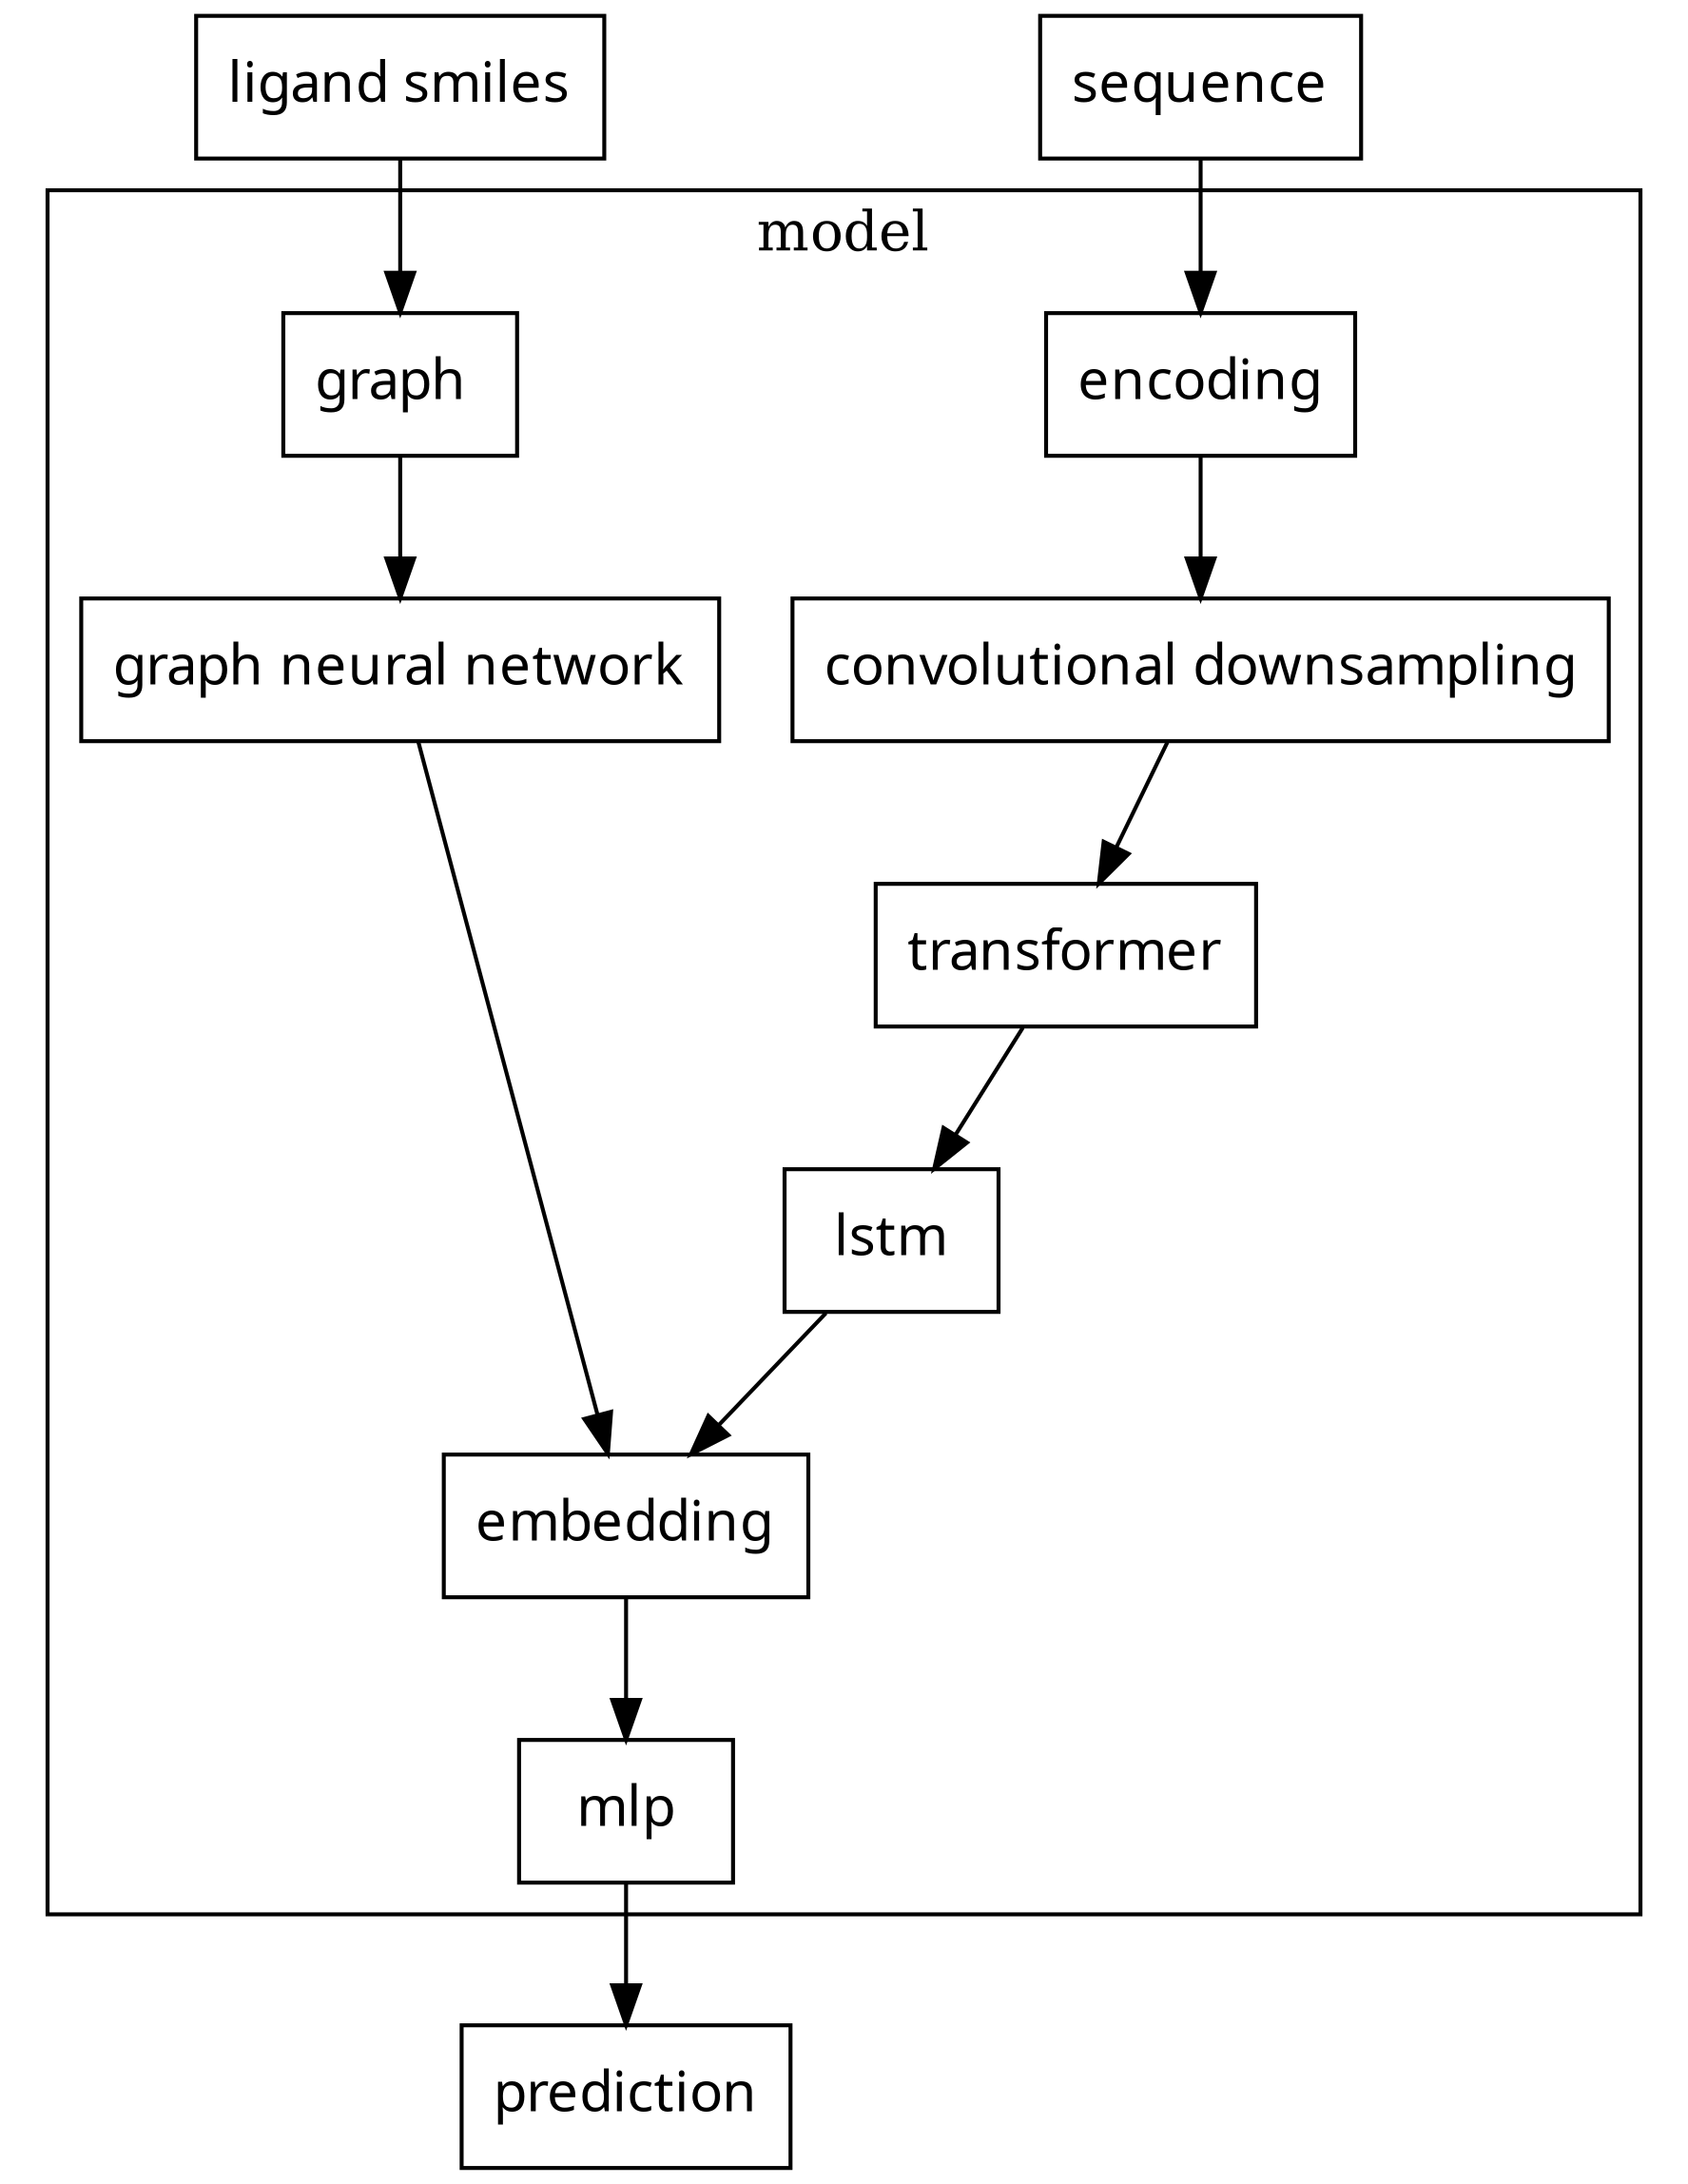 ligand smiles
sequence
model
graph
encoding
graph neural network
convolutional downsampling
transformer
lstm
embedding
mlp
prediction